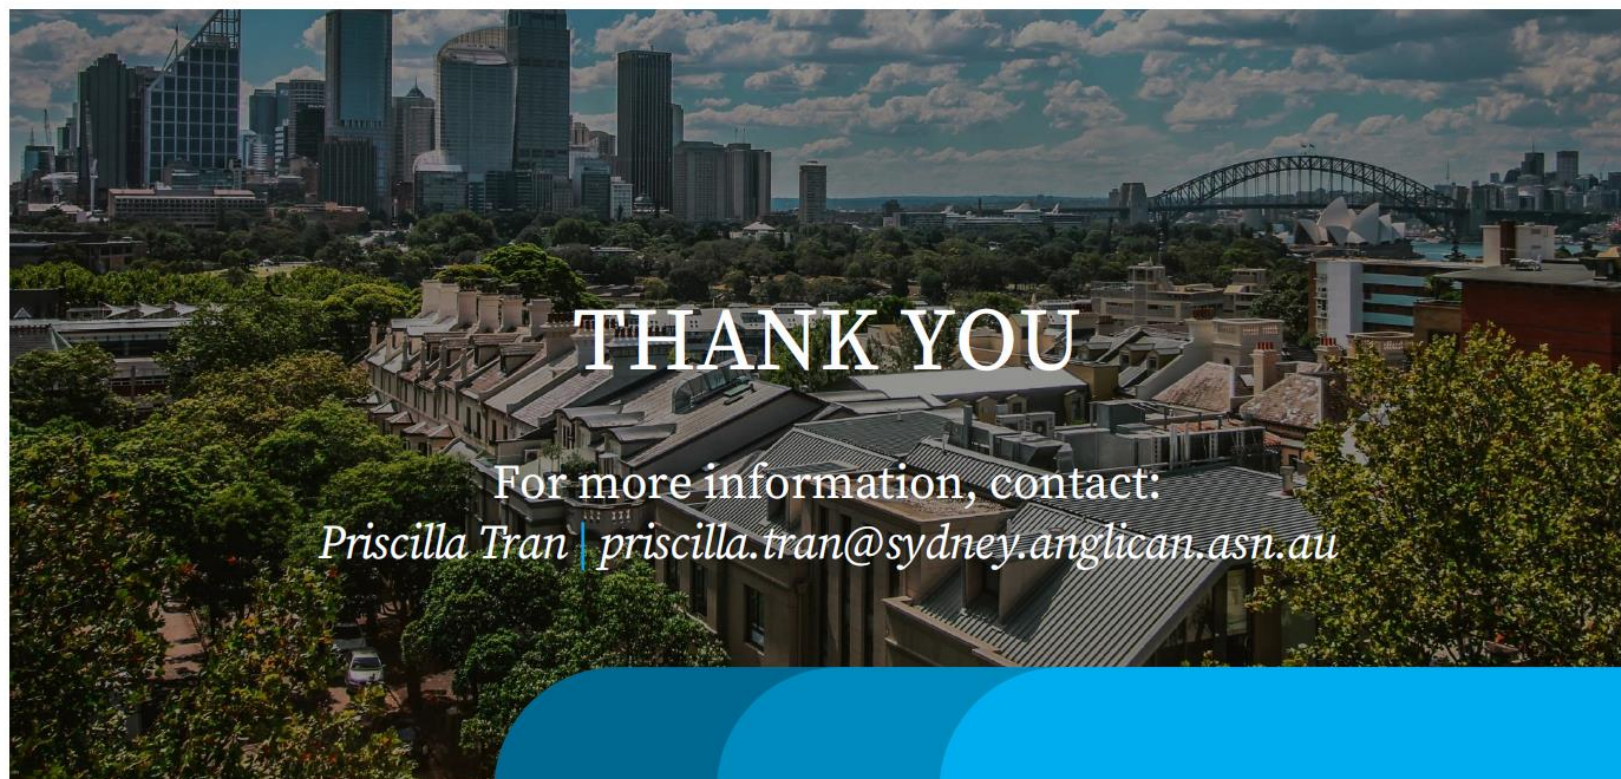 THANK YOU
For more information, contact:
Priscilla Tran | priscilla.tran@sydney.anglican.asn.au